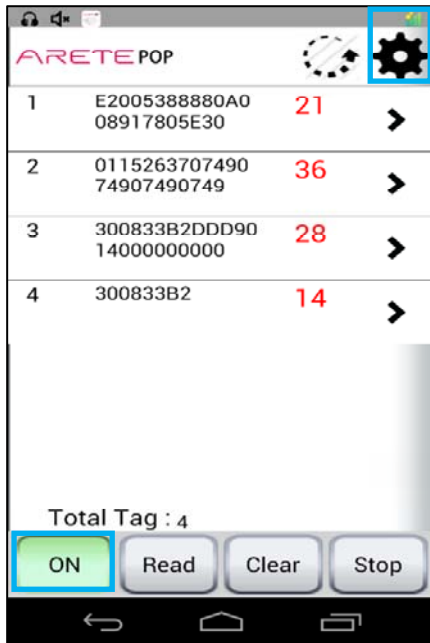 ARETE POP
1 E2005388880A0 21
08917805E30
2 0115263707490 36
74907490749
3 300833B2DDD90 28
14000000000
4 300833B2 14
Total Tag : 4
ON Read Clear Stop